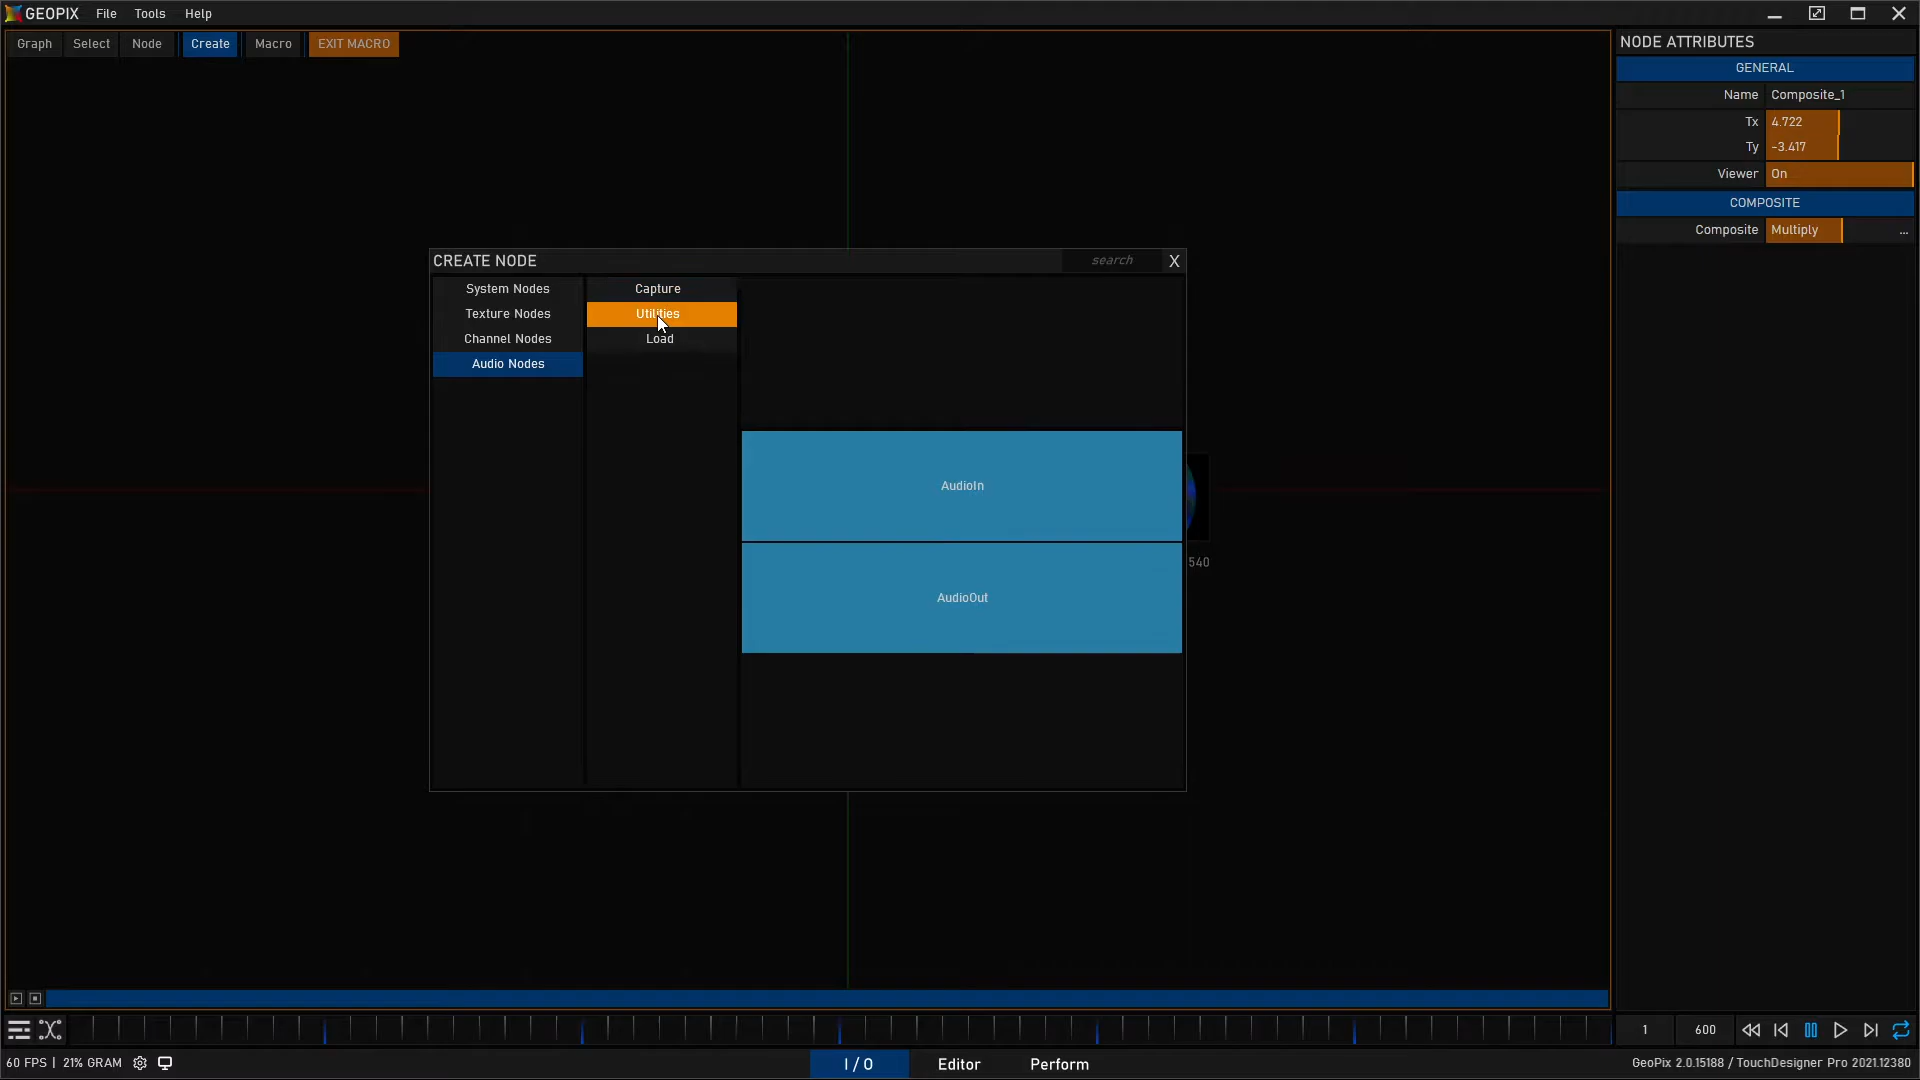 GEOPIX File Tools Help
Graph Select Node Create Macro EXIT MACRO
NODE ATTRIBUTES
GENERAL
Name Composite_1
Tx 4.722
Ty -3.417
Viewer On
COMPOSITE
Composite Multiply ...
CREATE NODE search X
System Nodes
Texture Nodes
Channel Nodes
Audio Nodes
Capture
Utilities
Load
AudioIn
AudioOut
540
1 600
60 FPS | 21% GRAM
I / O Editor Perform
GeoPix 2.0.15188 / TouchDesigner Pro 2021.12380